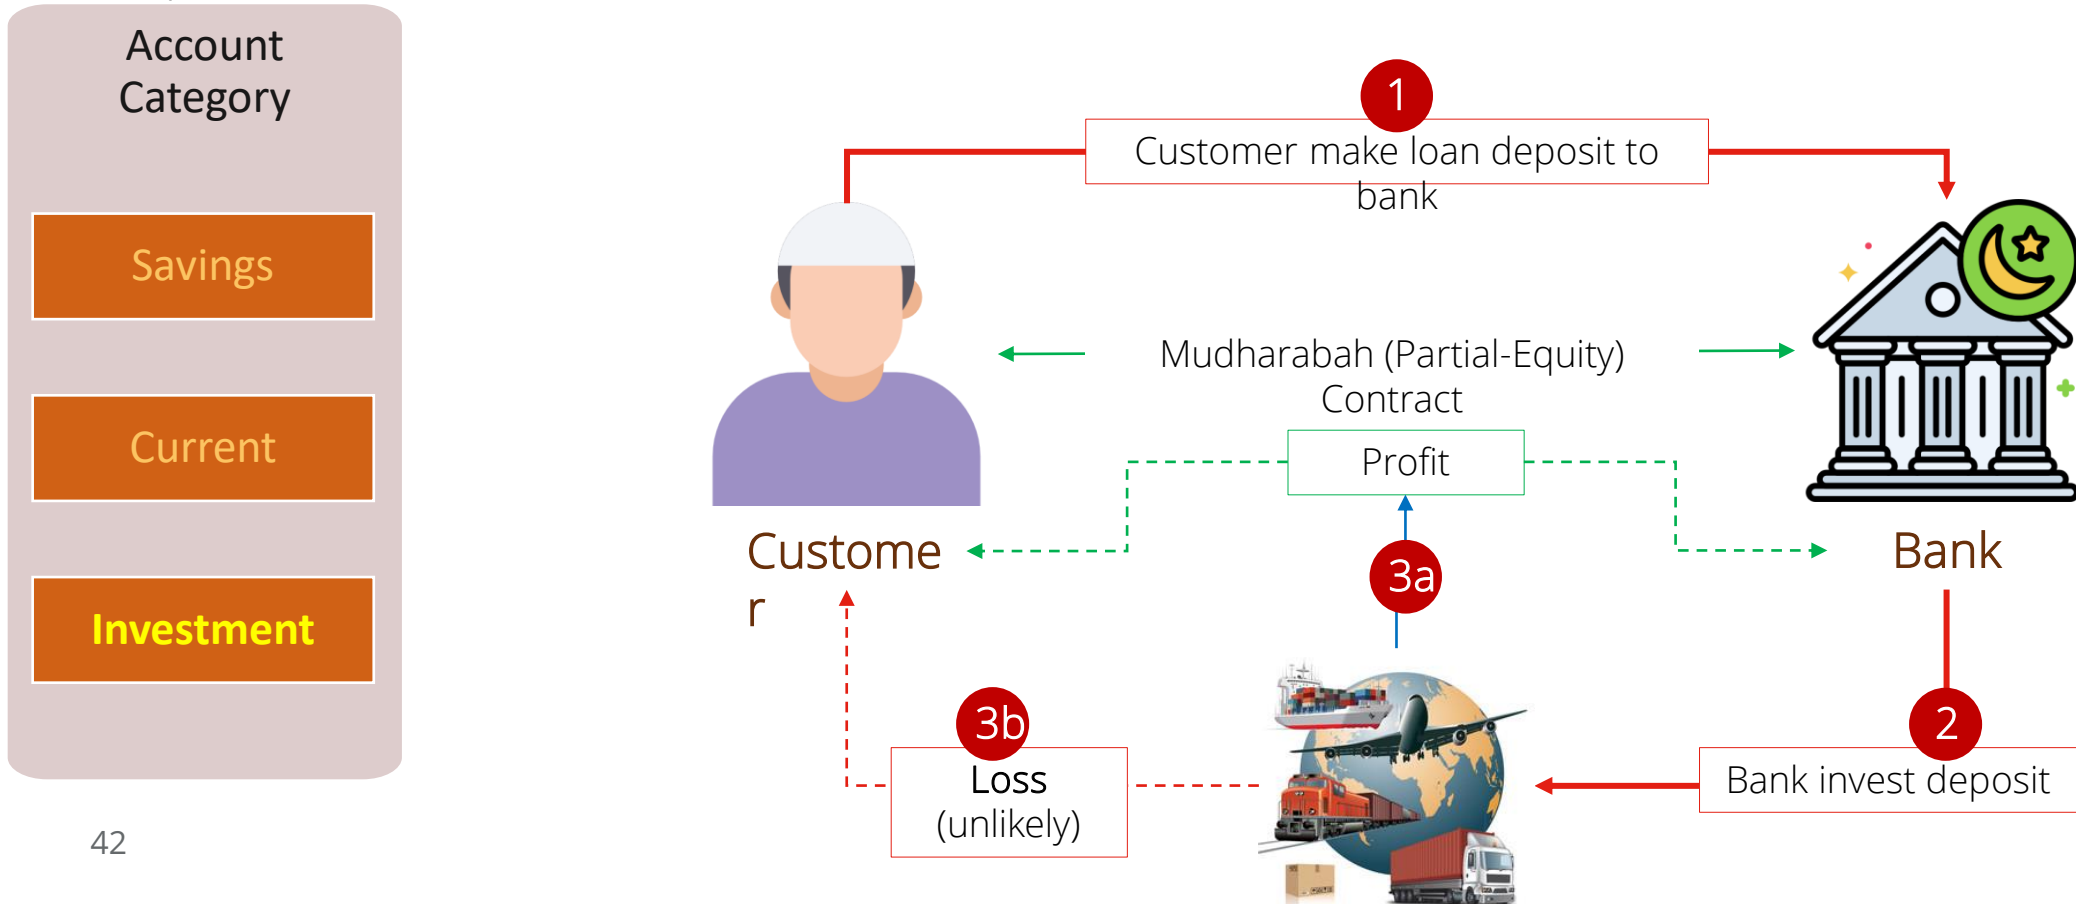 Account
Category
Savings
Current
Investment
42
1
Customer make loan deposit to
bank
Mudharabah (Partial-Equity)
Contract
Profit
3a
Custome
r
Bank
3b
Loss
(unlikely)
2
Bank invest deposit